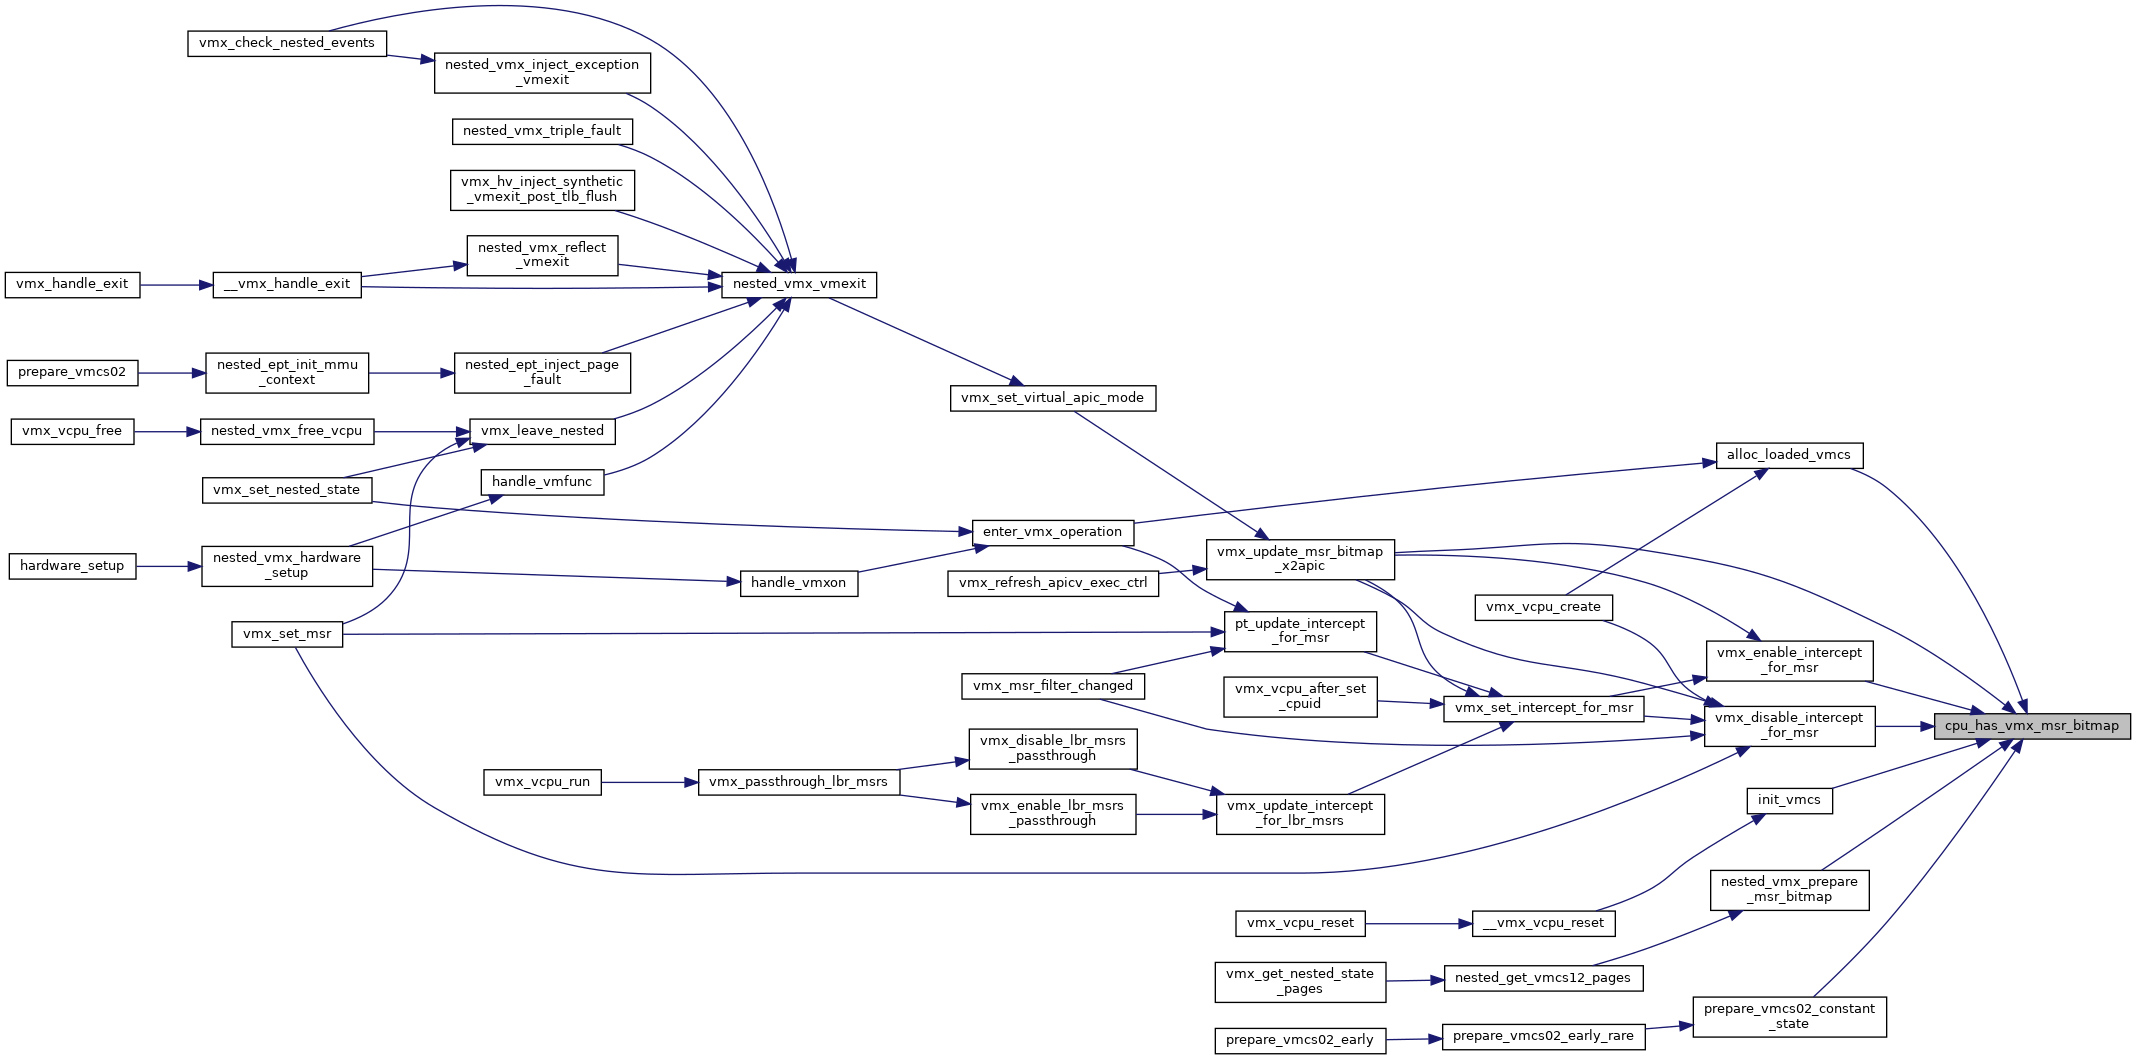 vmx_check_nested_events
nested_vmx_inject_exception
_vmexit
nested_vmx_triple_fault
vmx_hv_inject_synthetic
_vmexit_post_tlb_flush
nested_vmx_reflect
_vmexit
vmx_handle_exit
__vmx_handle_exit
nested_vmx_vmexit
prepare_vmcs02
nested_ept_init_mmu
_context
nested_ept_inject_page
_fault
vmx_set_virtual_apic_mode
vmx_vcpu_free
nested_vmx_free_vcpu
vmx_leave_nested
alloc_loaded_vmcs
vmx_set_nested_state
handle_vmfunc
enter_vmx_operation
vmx_update_msr_bitmap
_x2apic
hardware_setup
nested_vmx_hardware
_setup
handle_vmxon
vmx_refresh_apicv_exec_ctrl
vmx_vcpu_create
vmx_set_msr
pt_update_intercept
_for_msr
vmx_enable_intercept
_for_msr
vmx_msr_filter_changed
vmx_vcpu_after_set
_cpuid
vmx_set_intercept_for_msr
vmx_disable_intercept
_for_msr
cpu_has_vmx_msr_bitmap
vmx_disable_lbr_msrs
_passthrough
vmx_vcpu_run
vmx_passthrough_lbr_msrs
vmx_enable_lbr_msrs
_passthrough
vmx_update_intercept
_for_lbr_msrs
init_vmcs
nested_vmx_prepare
_msr_bitmap
vmx_vcpu_reset
__vmx_vcpu_reset
vmx_get_nested_state
_pages
nested_get_vmcs12_pages
prepare_vmcs02_constant
_state
prepare_vmcs02_early
prepare_vmcs02_early_rare